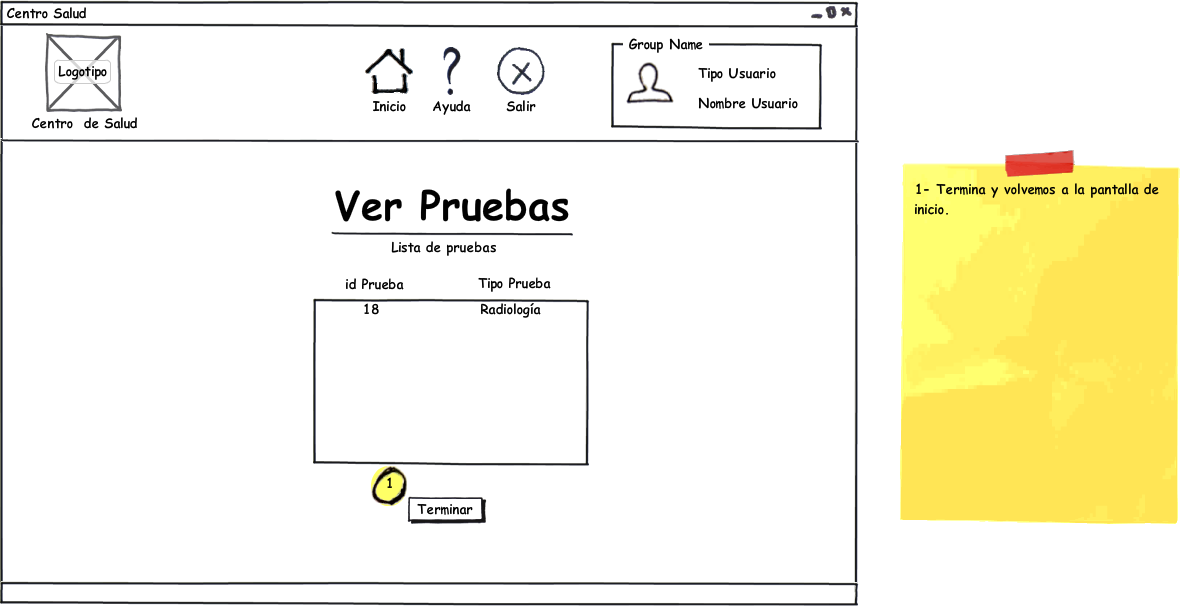 Centro Salud
Logotipo
Centro de Salud
Inicio
Ayuda
Salir
Group Name
Tipo Usuario
Nombre Usuario
Ver Pruebas
Lista de pruebas
id Prueba Tipo Prueba
18 Radiología
1
Terminar
1- Termina y volvemos a la pantalla de
inicio.